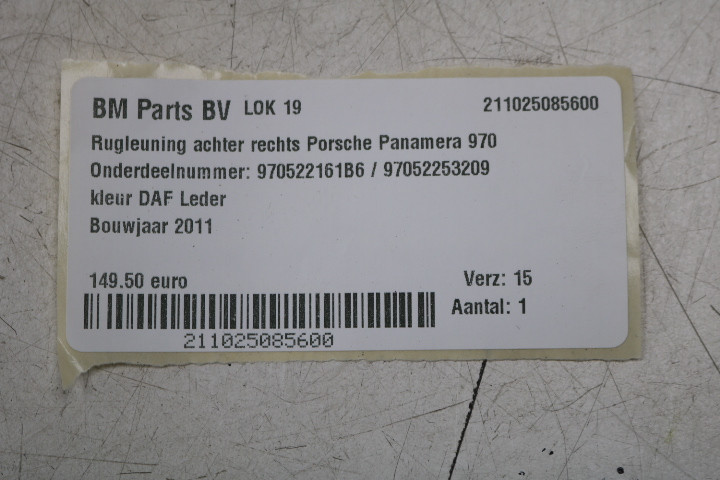 BM Parts BV LOK 19 211025085600
Rugleuning achter rechts Porsche Panamera 970
Onderdeelnummer: 970522161B6 / 97052253209
kleur DAF Leder
Bouwjaar 2011
149.50 euro Verz: 15
Aantal: 1
211025085600